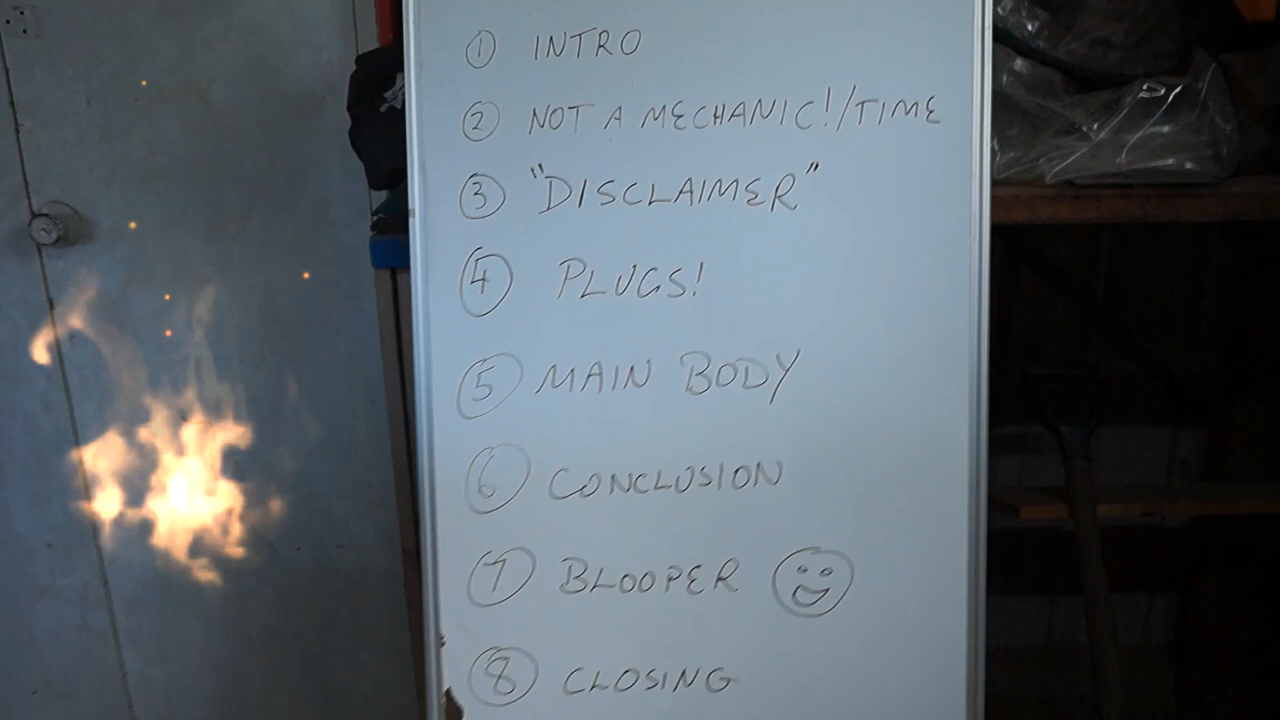 ① INTRO
② NOT A MECHANIC!/TIME
③ "DISCLAIMER"
④ PLUGS!
⑤ MAIN BODY
⑥ CONCLUSION
⑦ BLOOPER
⑧ CLOSING